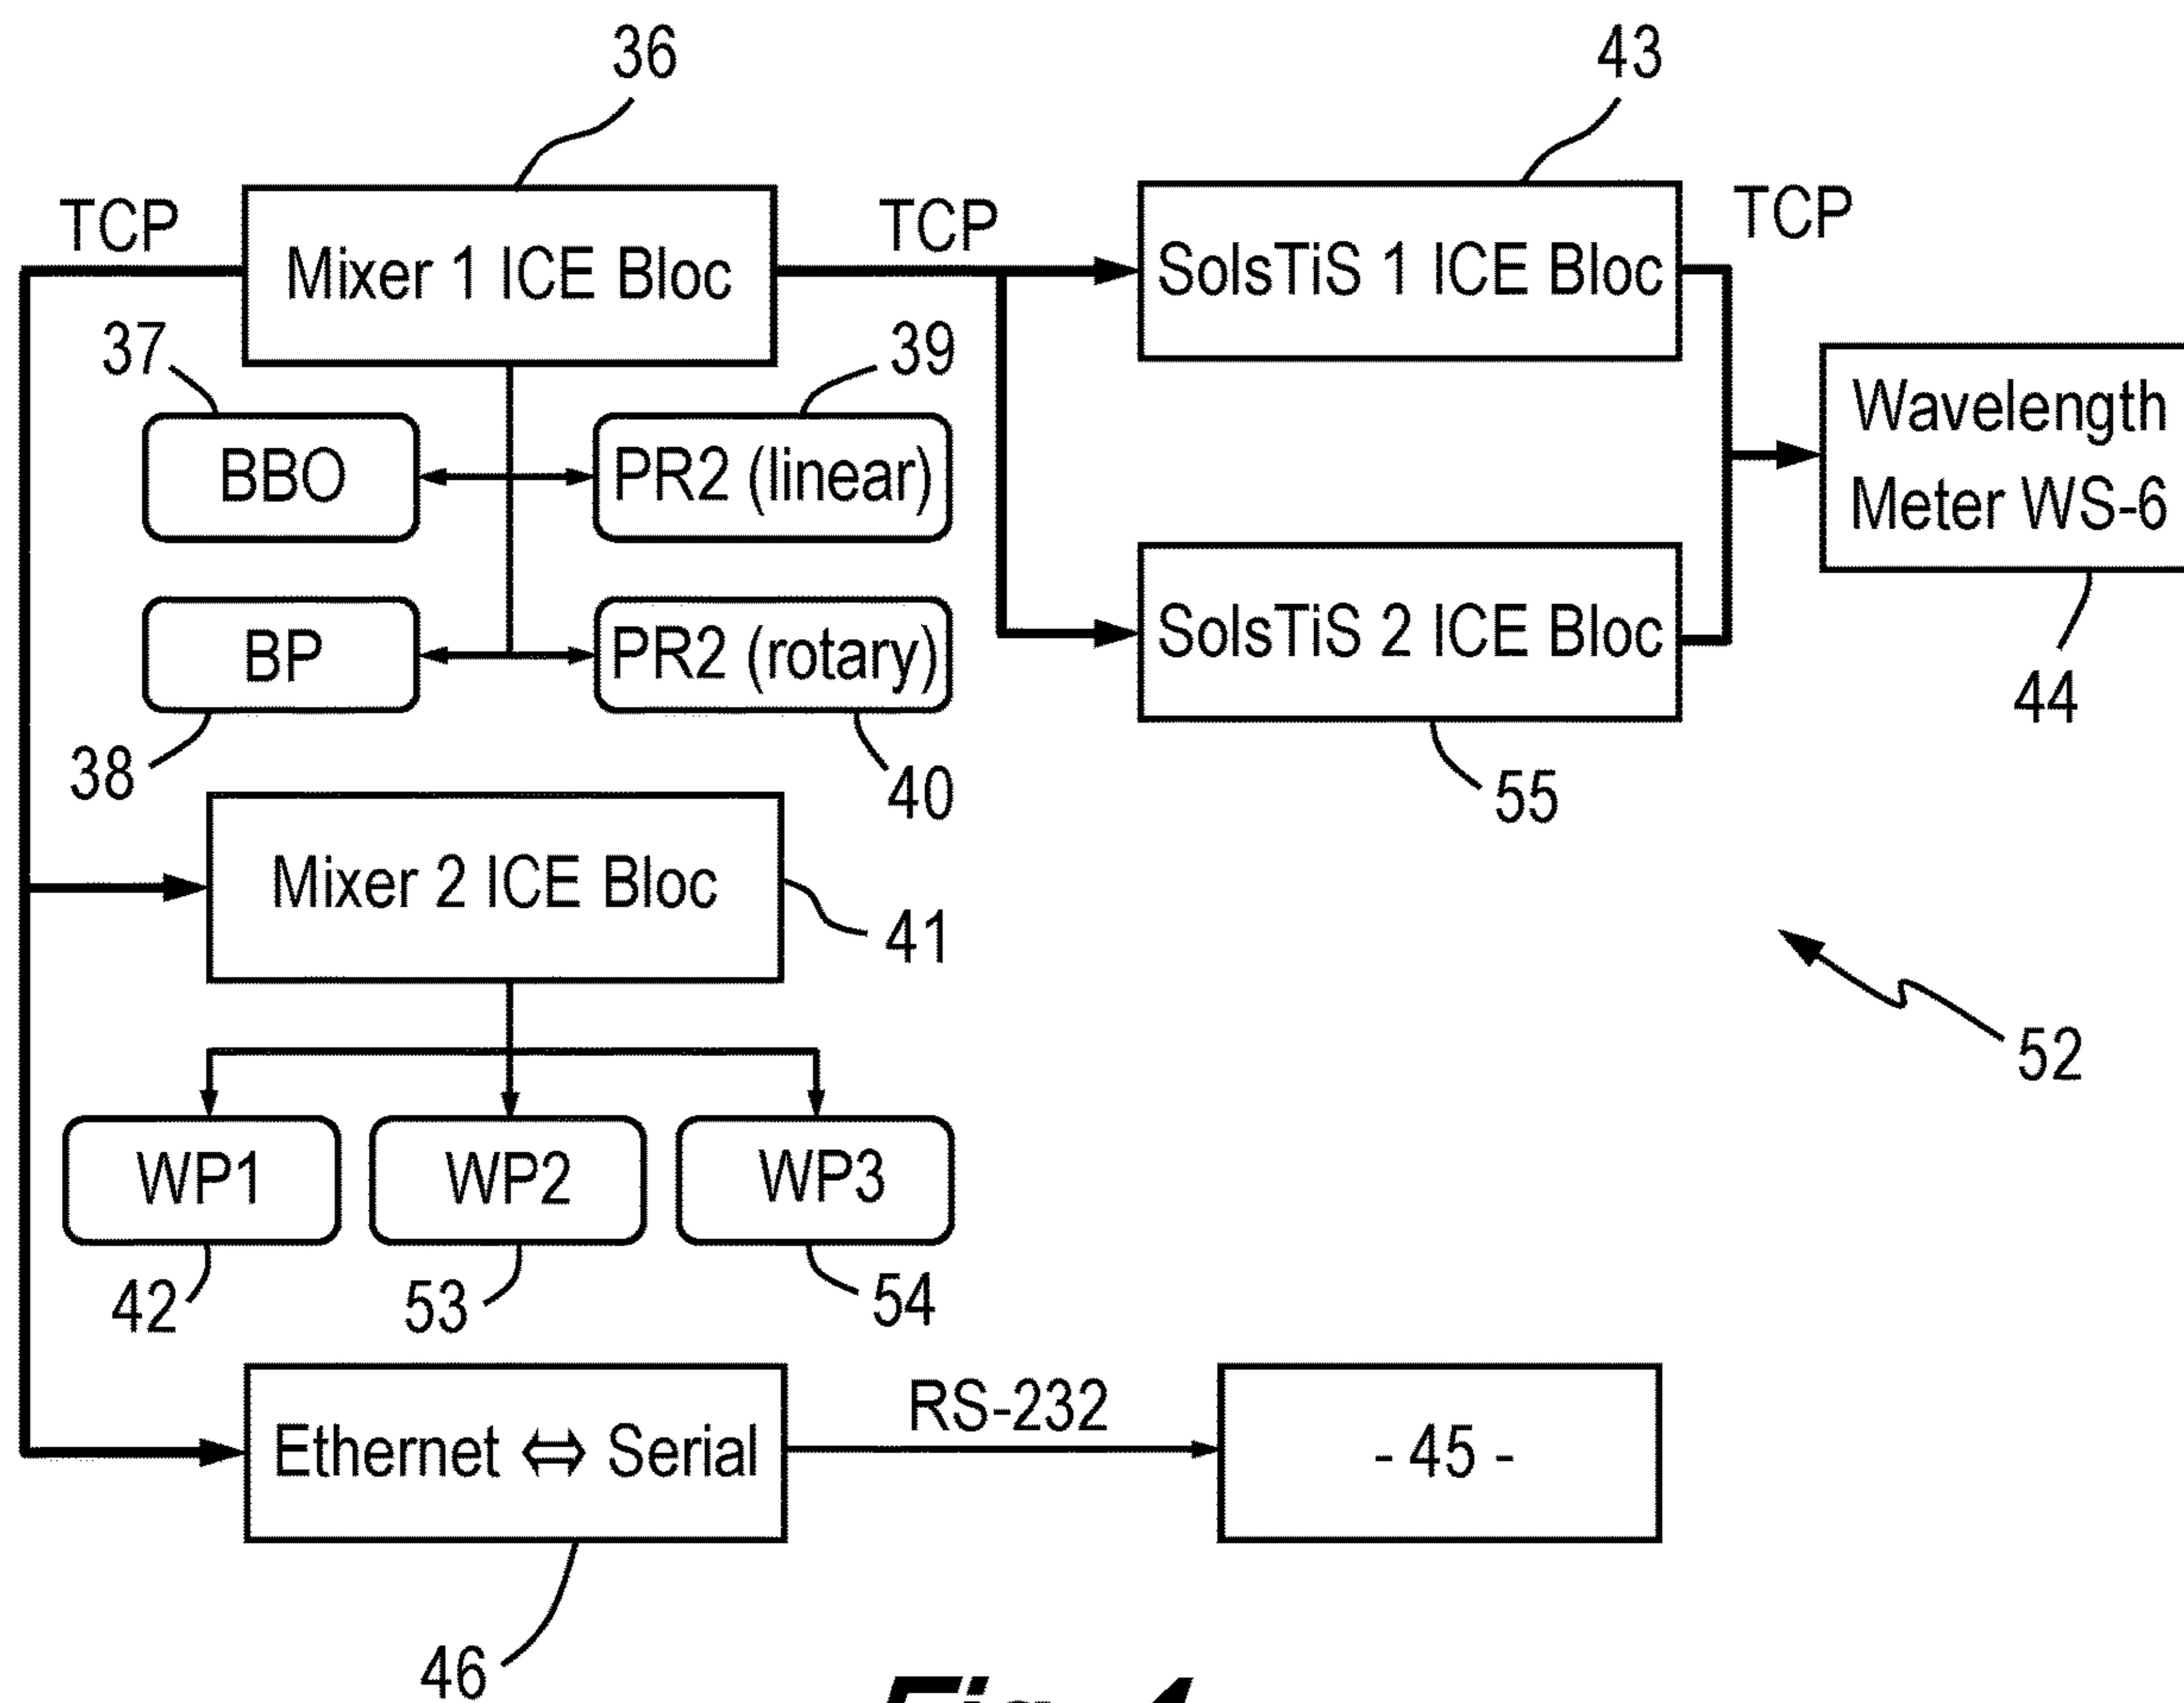 36
43
TCP
Mixer 1 ICE Bloc
TCP
SolsTiS 1 ICE Bloc
TCP
37
39
BBO
PR2 (linear)
Wavelength
Meter WS-6
BP
PR2 (rotary)
SolsTiS 2 ICE Bloc
44
38
40
55
Mixer 2 ICE Bloc
41
52
WP1
WP2
WP3
42
53
54
Ethernet ⇔ Serial
RS-232
- 45 -
46